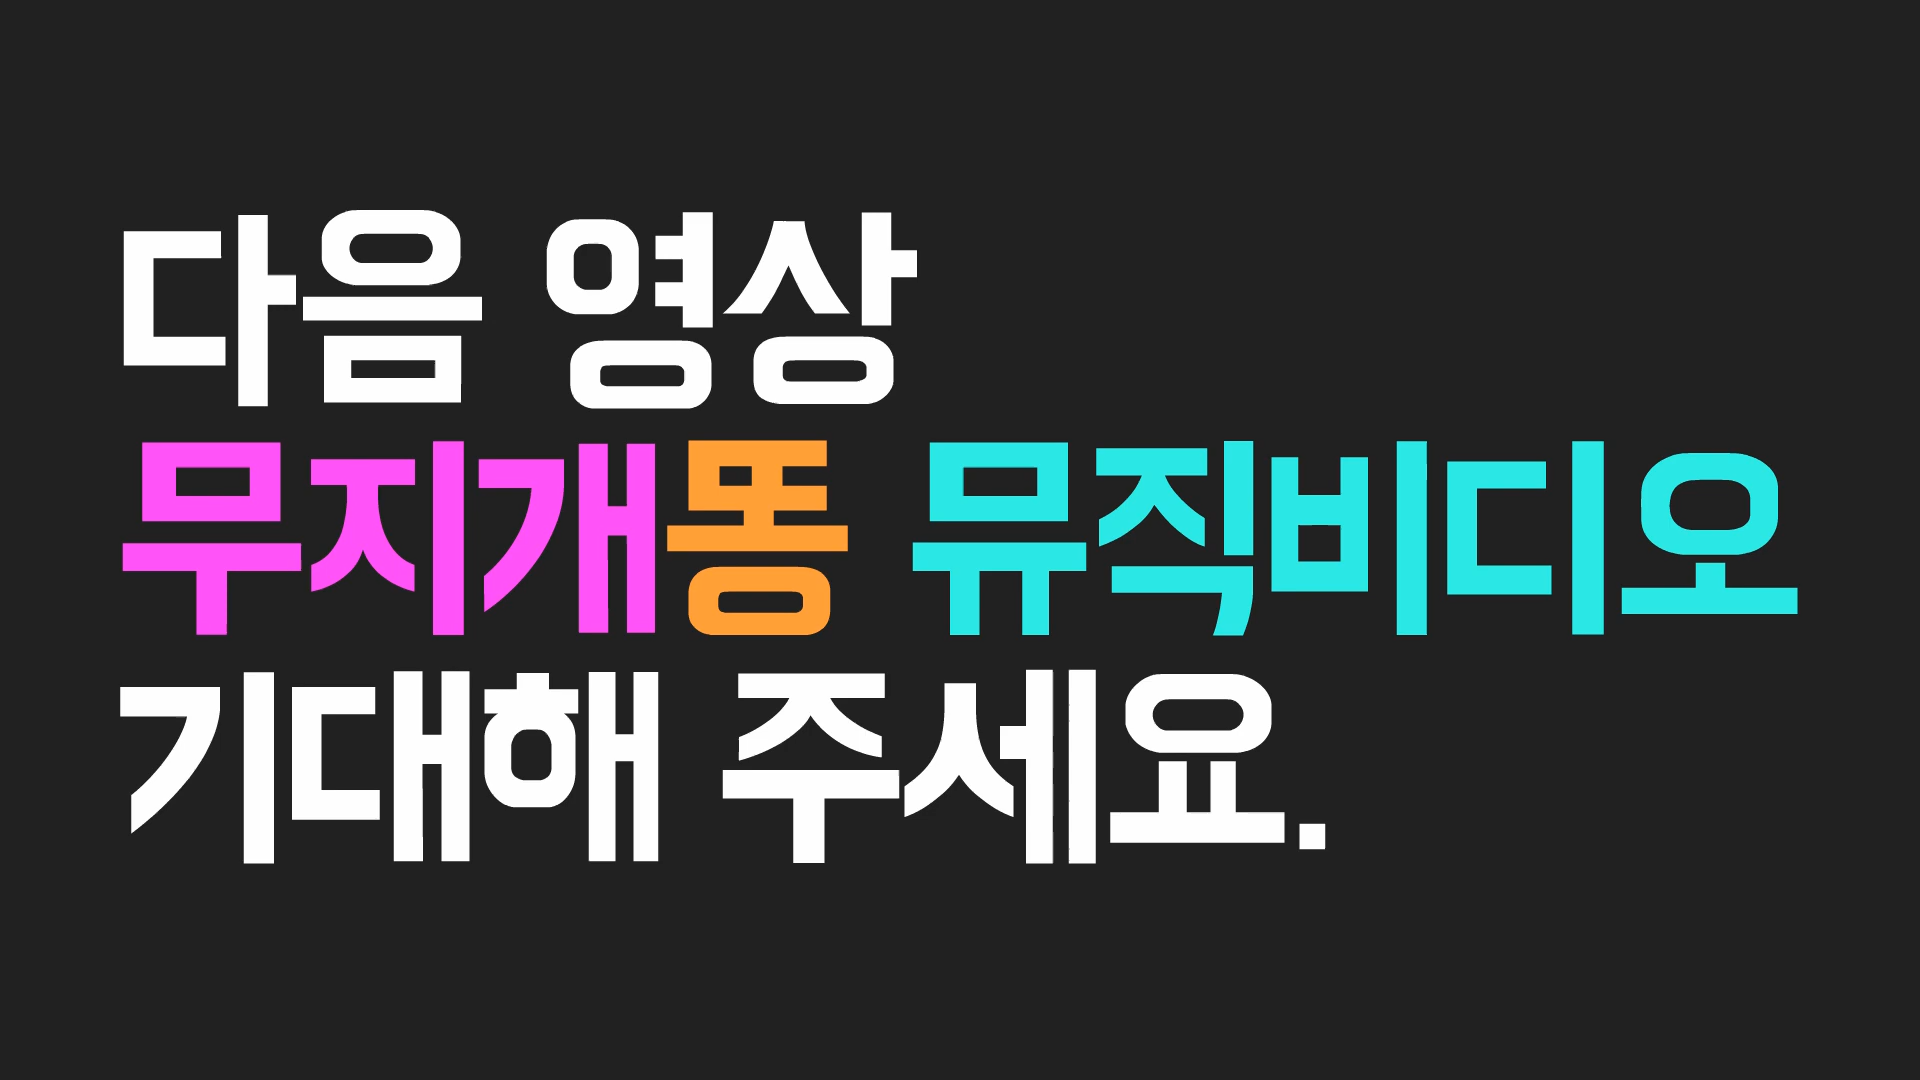 다음 영상
무지개똥 뮤직비디오
기대해 주세요.